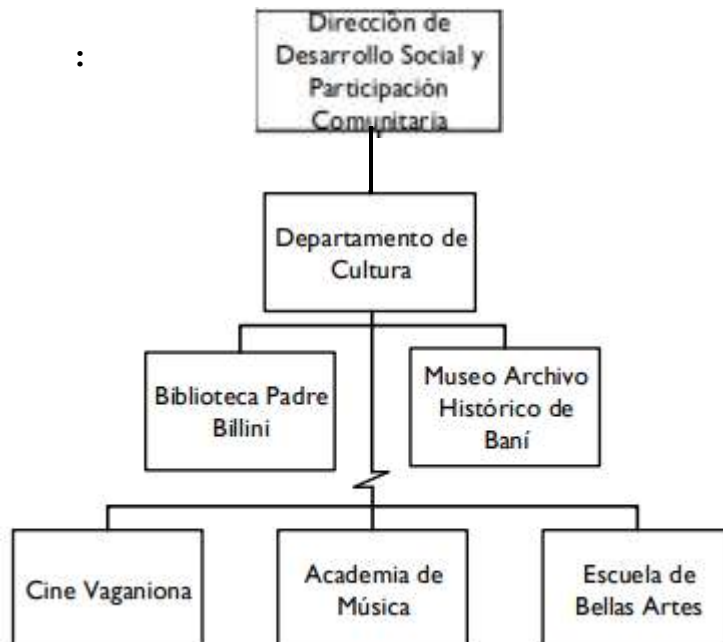 :
Direcciòn de
Desarrollo Social y
Participación
Comunitaria
Departamento de
Cultura
Biblioteca Padre
Billini
Museo Archivo
Histórico de
Baní
Cine Vaganiona
Academia de
Música
Escuela de
Bellas Artes